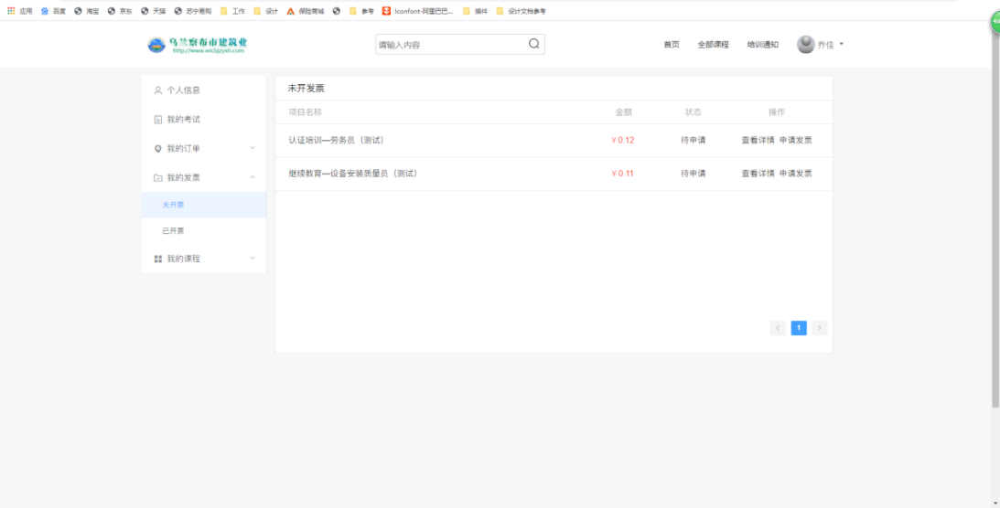 应用 百度 淘宝 京东 天猫 苏宁易购 工作 设计 保险商城 参考 Iconfont-阿里巴巴... 插件 设计文档参考
乌兰察布市建筑业
http://www.wlcbjzyxh.com
请输入内容
首页 全部课程 培训通知 乔佳
个人信息
我的考试
我的订单
我的发票
未开票
已开票
我的课程
未开发票
项目名称 金额 状态 操作
认证培训—劳务员（测试） ￥0.12 待申请 查看详情 申请发票
继续教育—设备安装质量员（测试） ￥0.11 待申请 查看详情 申请发票
1